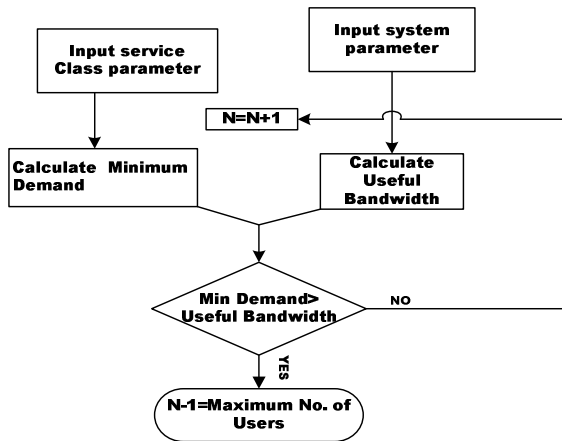 Input service
Class parameter
Input system
parameter
N=N+1
Calculate Minimum
Demand
Calculate
Useful
Bandwidth
Min Demand>
Useful Bandwidth
NO
YES
N-1=Maximum No. of
Users